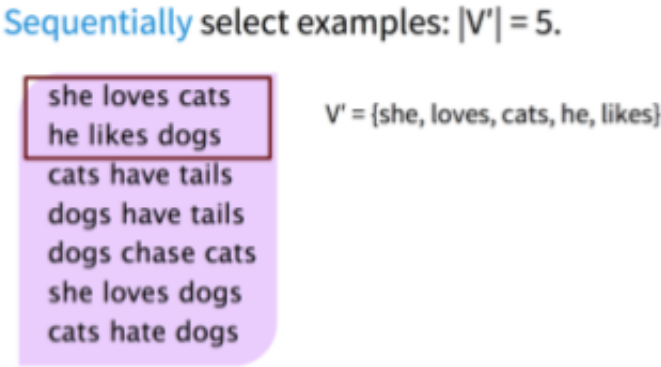 Sequentially select examples: |V'| = 5.
she loves cats
he likes dogs
cats have tails
dogs have tails
dogs chase cats
she loves dogs
cats hate dogs
V' = {she, loves, cats, he, likes}